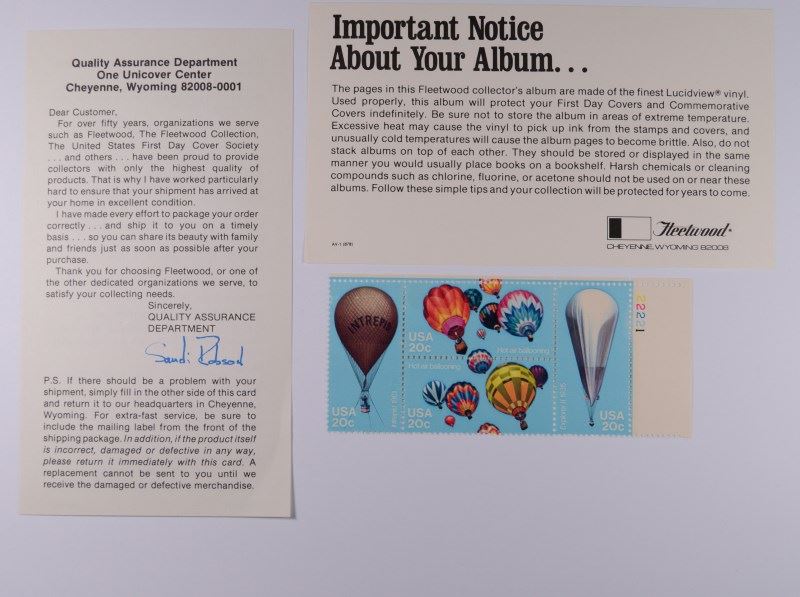 Quality Assurance Department
One Unicover Center
Cheyenne, Wyoming 82008-0001
Dear Customer,
For over fifty years, organizations we serve
such as Fleetwood, The Fleetwood Collection,
The United States First Day Cover Society
. . . and others . . . have been proud to provide
collectors with only the highest quality of
products. That is why I have worked particularly
hard to ensure that your shipment has arrived at
your home in excellent condition.
I have made every effort to package your order
correctly . . . and ship it to you on a timely
basis . . . so you can share its beauty with family
and friends just as soon as possible after your
purchase.
Thank you for choosing Fleetwood, or one of
the other dedicated organizations we serve, to
satisfy your collecting needs.
Sincerely,
QUALITY ASSURANCE
DEPARTMENT
Sandi Robson
P.S. If there should be a problem with your
shipment, simply fill in the other side of this card
and return it to our headquarters in Cheyenne,
Wyoming. For extra-fast service, be sure to
include the mailing label from the front of the
shipping package. In addition, if the product itself
is incorrect, damaged or defective in any way,
please return it immediately with this card. A
replacement cannot be sent to you until we
receive the damaged or defective merchandise.
Important Notice
About Your Album. . .
The pages in this Fleetwood collector's album are made of the finest Lucidview® vinyl.
Used properly, this album will protect your First Day Covers and Commemorative
Covers indefinitely. Be sure not to store the album in areas of extreme temperature.
Excessive heat may cause the vinyl to pick up ink from the stamps and covers, and
unusually cold temperatures will cause the album pages to become brittle. Also, do not
stack albums on top of each other. They should be stored or displayed in the same
manner you would usually place books on a bookshelf. Harsh chemicals or cleaning
compounds such as chlorine, fluorine, or acetone should not be used on or near these
albums. Follow these simple tips and your collection will be protected for years to come.
Fleetwood®
CHEYENNE, WYOMING 82008
INTREPID
USA
20c
Intrepid, 1861
USA
20c
Hot air ballooning
Hot air ballooning
USA
20c
Explorer II, 1935
USA
20c
22221